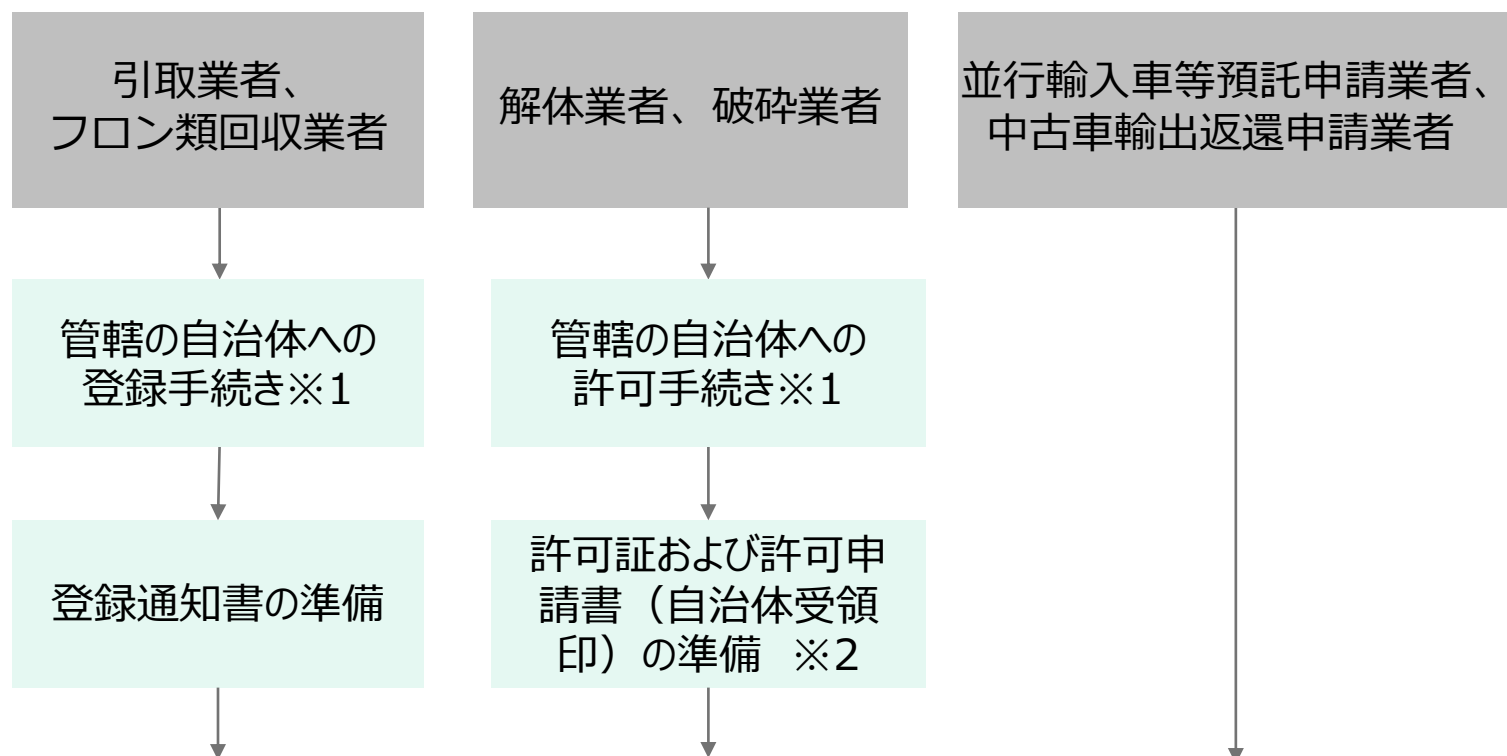 引取業者、
フロン類回収業者
解体業者、破砕業者
並行輸入車等預託申請業者、
中古車輸出返還申請業者
管轄の自治体への
登録手続き※1
管轄の自治体への
許可手続き※1
登録通知書の準備
許可証および許可申
請書（自治体受領
印）の準備 ※2